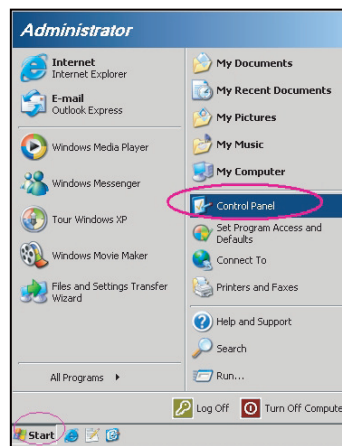 Administrator
Internet
Internet Explorer
E-mail
Outlook Express
Windows Media Player
Windows Messenger
Tour Windows XP
Windows Movie Maker
Files and Settings Transfer
Wizard
All Programs
My Documents
My Recent Documents
My Pictures
My Music
My Computer
Control Panel
Set Program Access and
Defaults
Connect To
Printers and Faxes
Help and Support
Search
Run...
Log Off
Turn Off Compute
Start